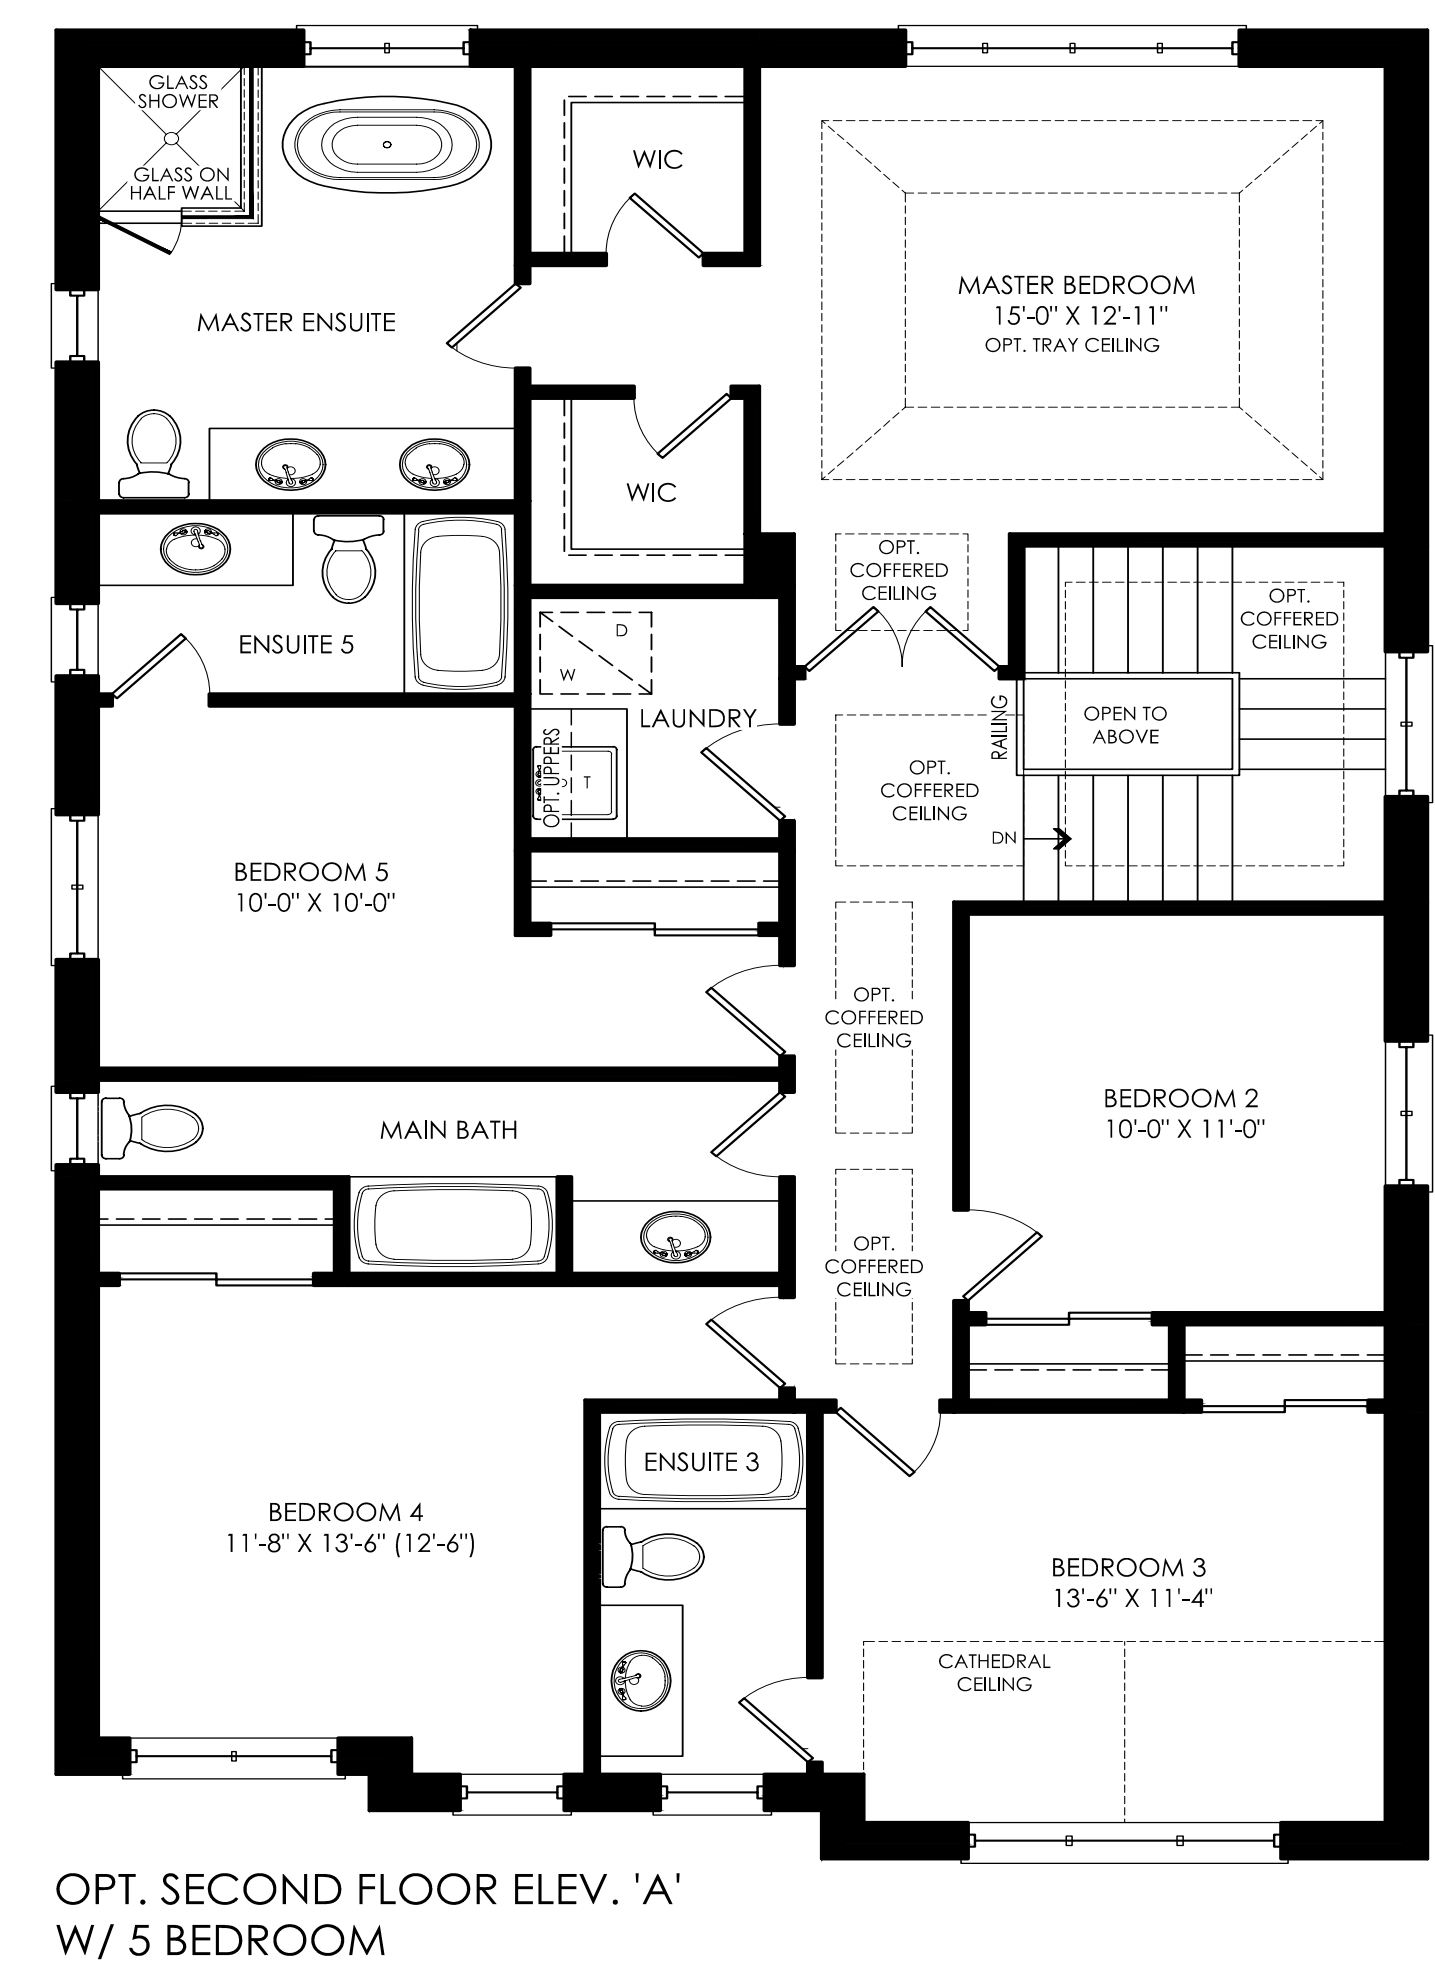 GLASS
SHOWER
GLASS ON
HALF WALL
WIC
MASTER BEDROOM
15'-0" X 12'-11"
OPT. TRAY CEILING
MASTER ENSUITE
WIC
OPT.
COFFERED
CEILING
OPT.
COFFERED
CEILING
ENSUITE 5
D
W
LAUNDRY
OPT. UPPERS
T
RAILING
OPEN TO
ABOVE
OPT.
COFFERED
CEILING
DN
BEDROOM 5
10'-0" X 10'-0"
OPT.
COFFERED
CEILING
BEDROOM 2
10'-0" X 11'-0"
MAIN BATH
OPT.
COFFERED
CEILING
ENSUITE 3
BEDROOM 4
11'-8" X 13'-6" (12'-6")
BEDROOM 3
13'-6" X 11'-4"
CATHEDRAL
CEILING
OPT. SECOND FLOOR ELEV. 'A'
W/ 5 BEDROOM